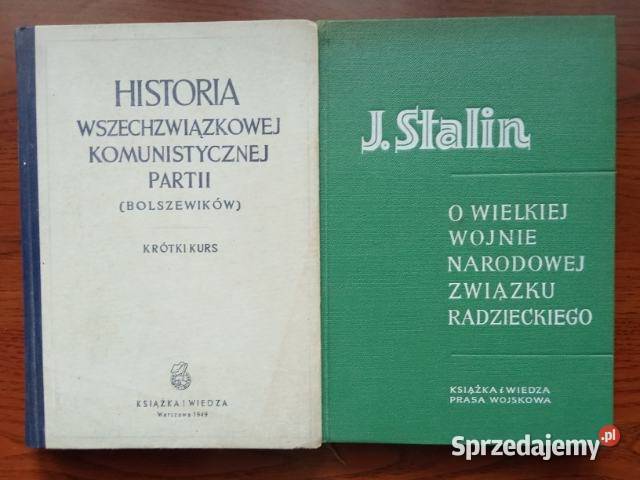 HISTORIA
WSZECHZWIĄZKOWEJ
KOMUNISTYCZNEJ
PARTII
(BOLSZEWIKÓW)
KRÓTKI KURS
KSIĄŻKA I WIEDZA
Warszawa 1949
J. Stalin
O WIELKIEJ
WOJNIE
NARODOWEJ
ZWIĄZKU
RADZIECKIEGO
KSIĄŻKA i WIEDZA
PRASA WOJSKOWA
Sprzedajemy.pl